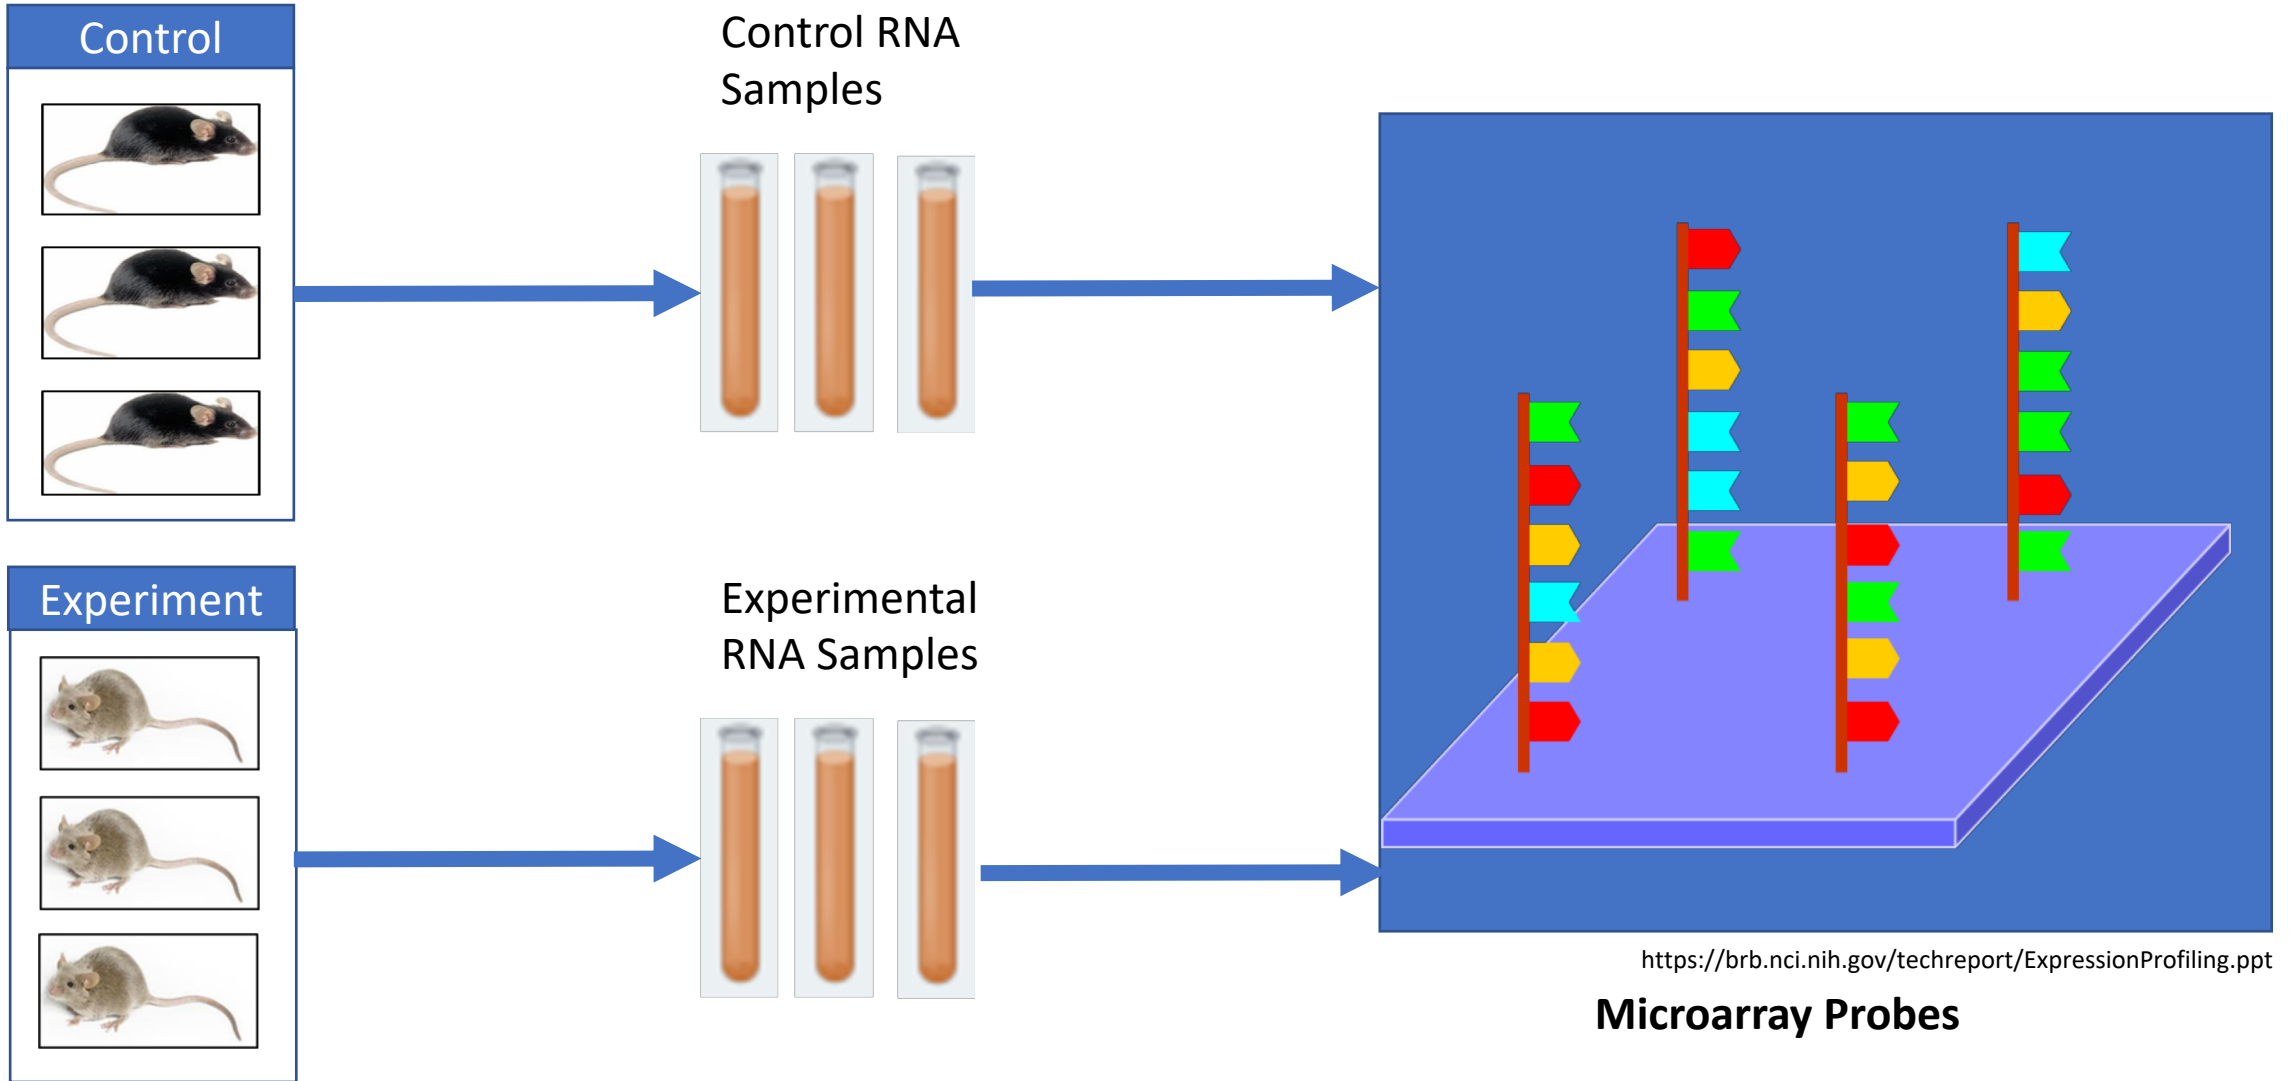 Control
Control RNA
Samples
Experiment
Experimental
RNA Samples
https://brb.nci.nih.gov/techreport/ExpressionProfiling.ppt
Microarray Probes